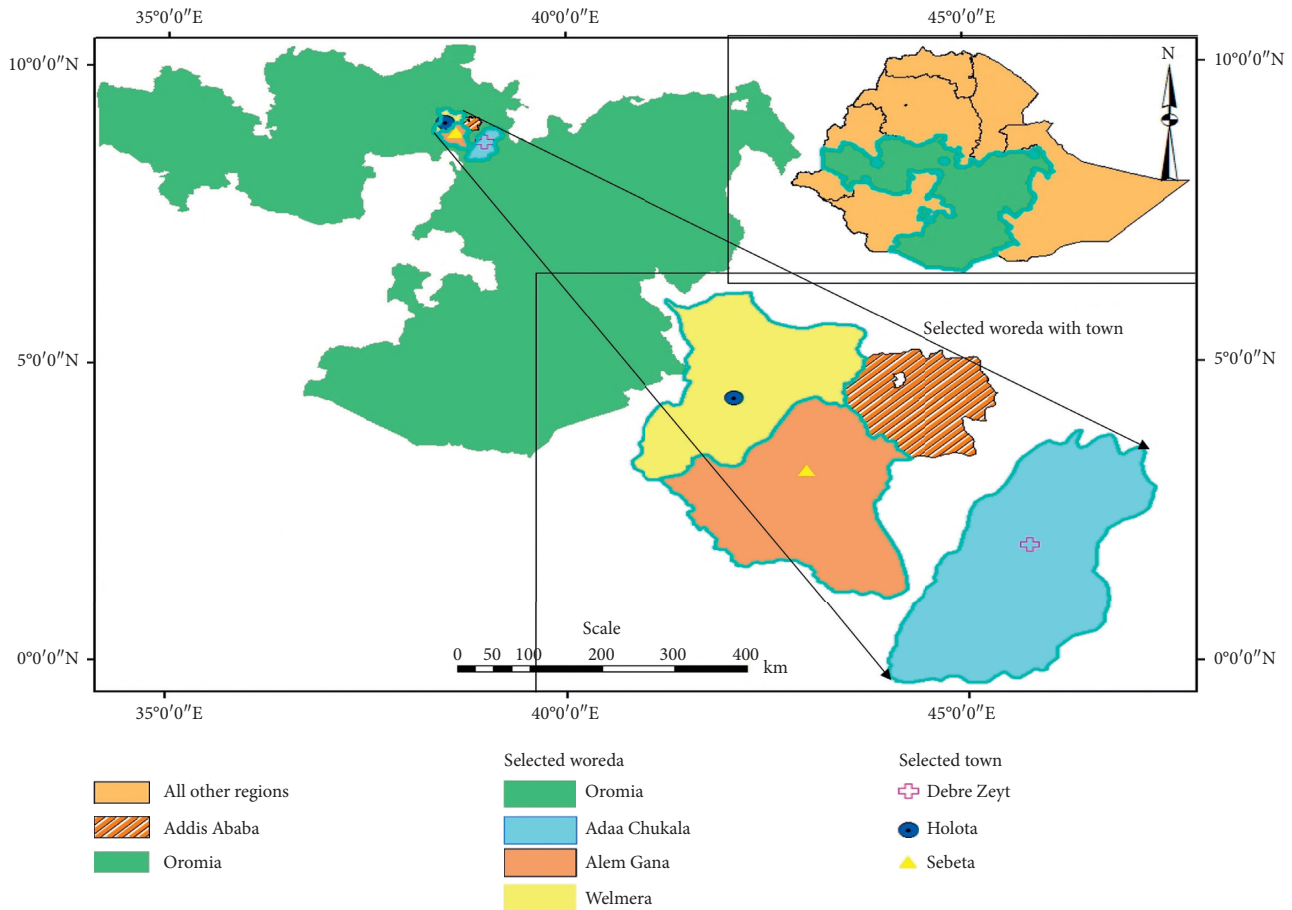 35°0′0″E 40°0′0″E 45°0′0″E
10°0′0″N 10°0′0″N
N
Selected woreda with town
5°0′0″N 5°0′0″N
Scale
0 50 100 200 300 400 km
0°0′0″N 0°0′0″N
35°0′0″E 40°0′0″E 45°0′0″E
All other regions
Addis Ababa
Oromia
Selected woreda
Oromia
Adaa Chukala
Alem Gana
Welmera
Selected town
Debre Zeyt
Holota
Sebeta